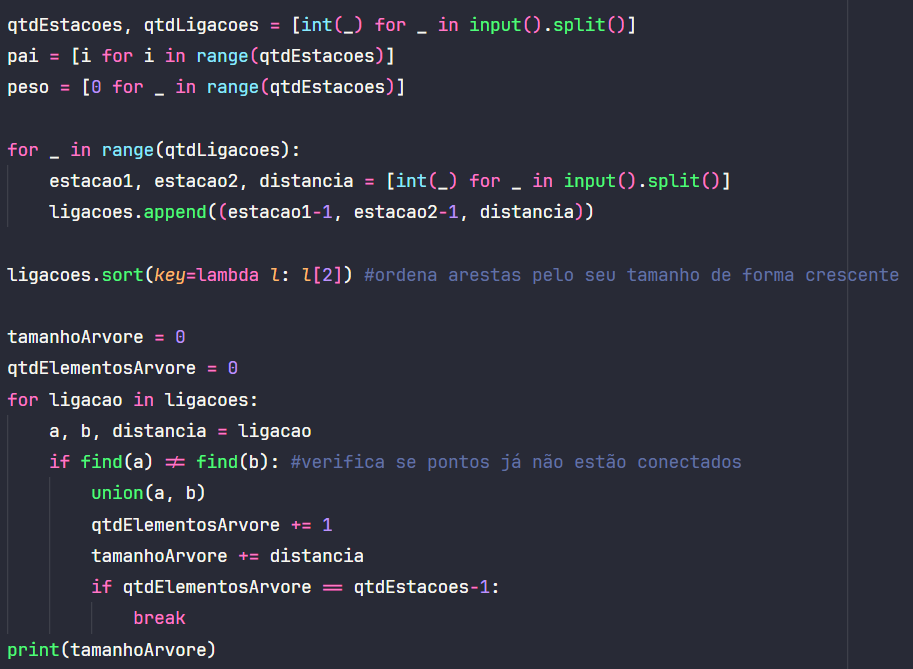 qtdEstacoes, qtdLigacoes = [int(_) for _ in input().split()]
pai = [i for i in range(qtdEstacoes)]
peso = [0 for _ in range(qtdEstacoes)]

for _ in range(qtdLigacoes):
    estacao1, estacao2, distancia = [int(_) for _ in input().split()]
    ligacoes.append((estacao1-1, estacao2-1, distancia))

ligacoes.sort(key=lambda l: l[2]) #ordena arestas pelo seu tamanho de forma crescente

tamanhoArvore = 0
qtdElementosArvore = 0
for ligacao in ligacoes:
    a, b, distancia = ligacao
    if find(a) != find(b): #verifica se pontos já não estão conectados
        union(a, b)
        qtdElementosArvore += 1
        tamanhoArvore += distancia
        if qtdElementosArvore == qtdEstacoes-1:
            break
print(tamanhoArvore)